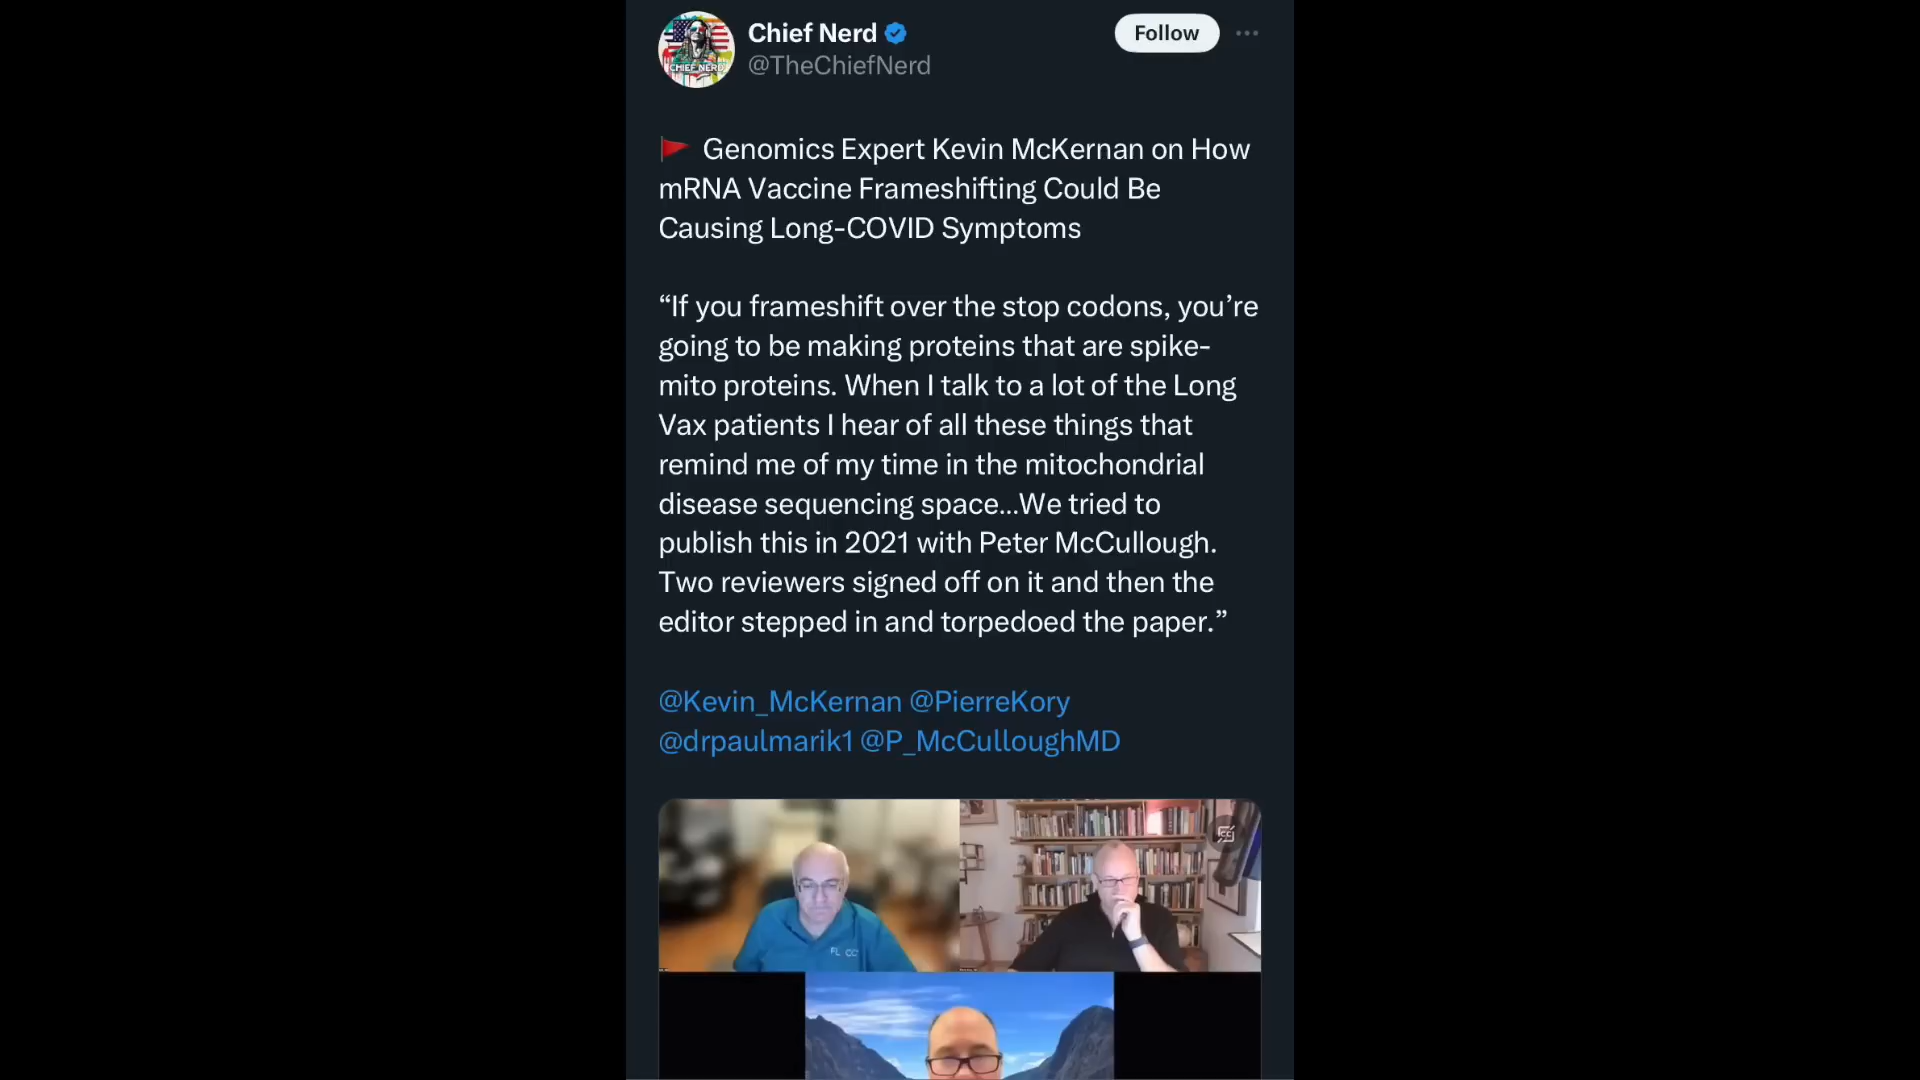 Chief Nerd
Follow
@TheChiefNerd
CHIEF NERD
Genomics Expert Kevin McKernan on How
mRNA Vaccine Frameshifting Could Be
Causing Long-COVID Symptoms
“If you frameshift over the stop codons, you’re
going to be making proteins that are spike-
mito proteins. When I talk to a lot of the Long
Vax patients I hear of all these things that
remind me of my time in the mitochondrial
disease sequencing space...We tried to
publish this in 2021 with Peter McCullough.
Two reviewers signed off on it and then the
editor stepped in and torpedoed the paper.”
@Kevin_McKernan @PierreKory
@drpaulmarik1 @P_McCulloughMD